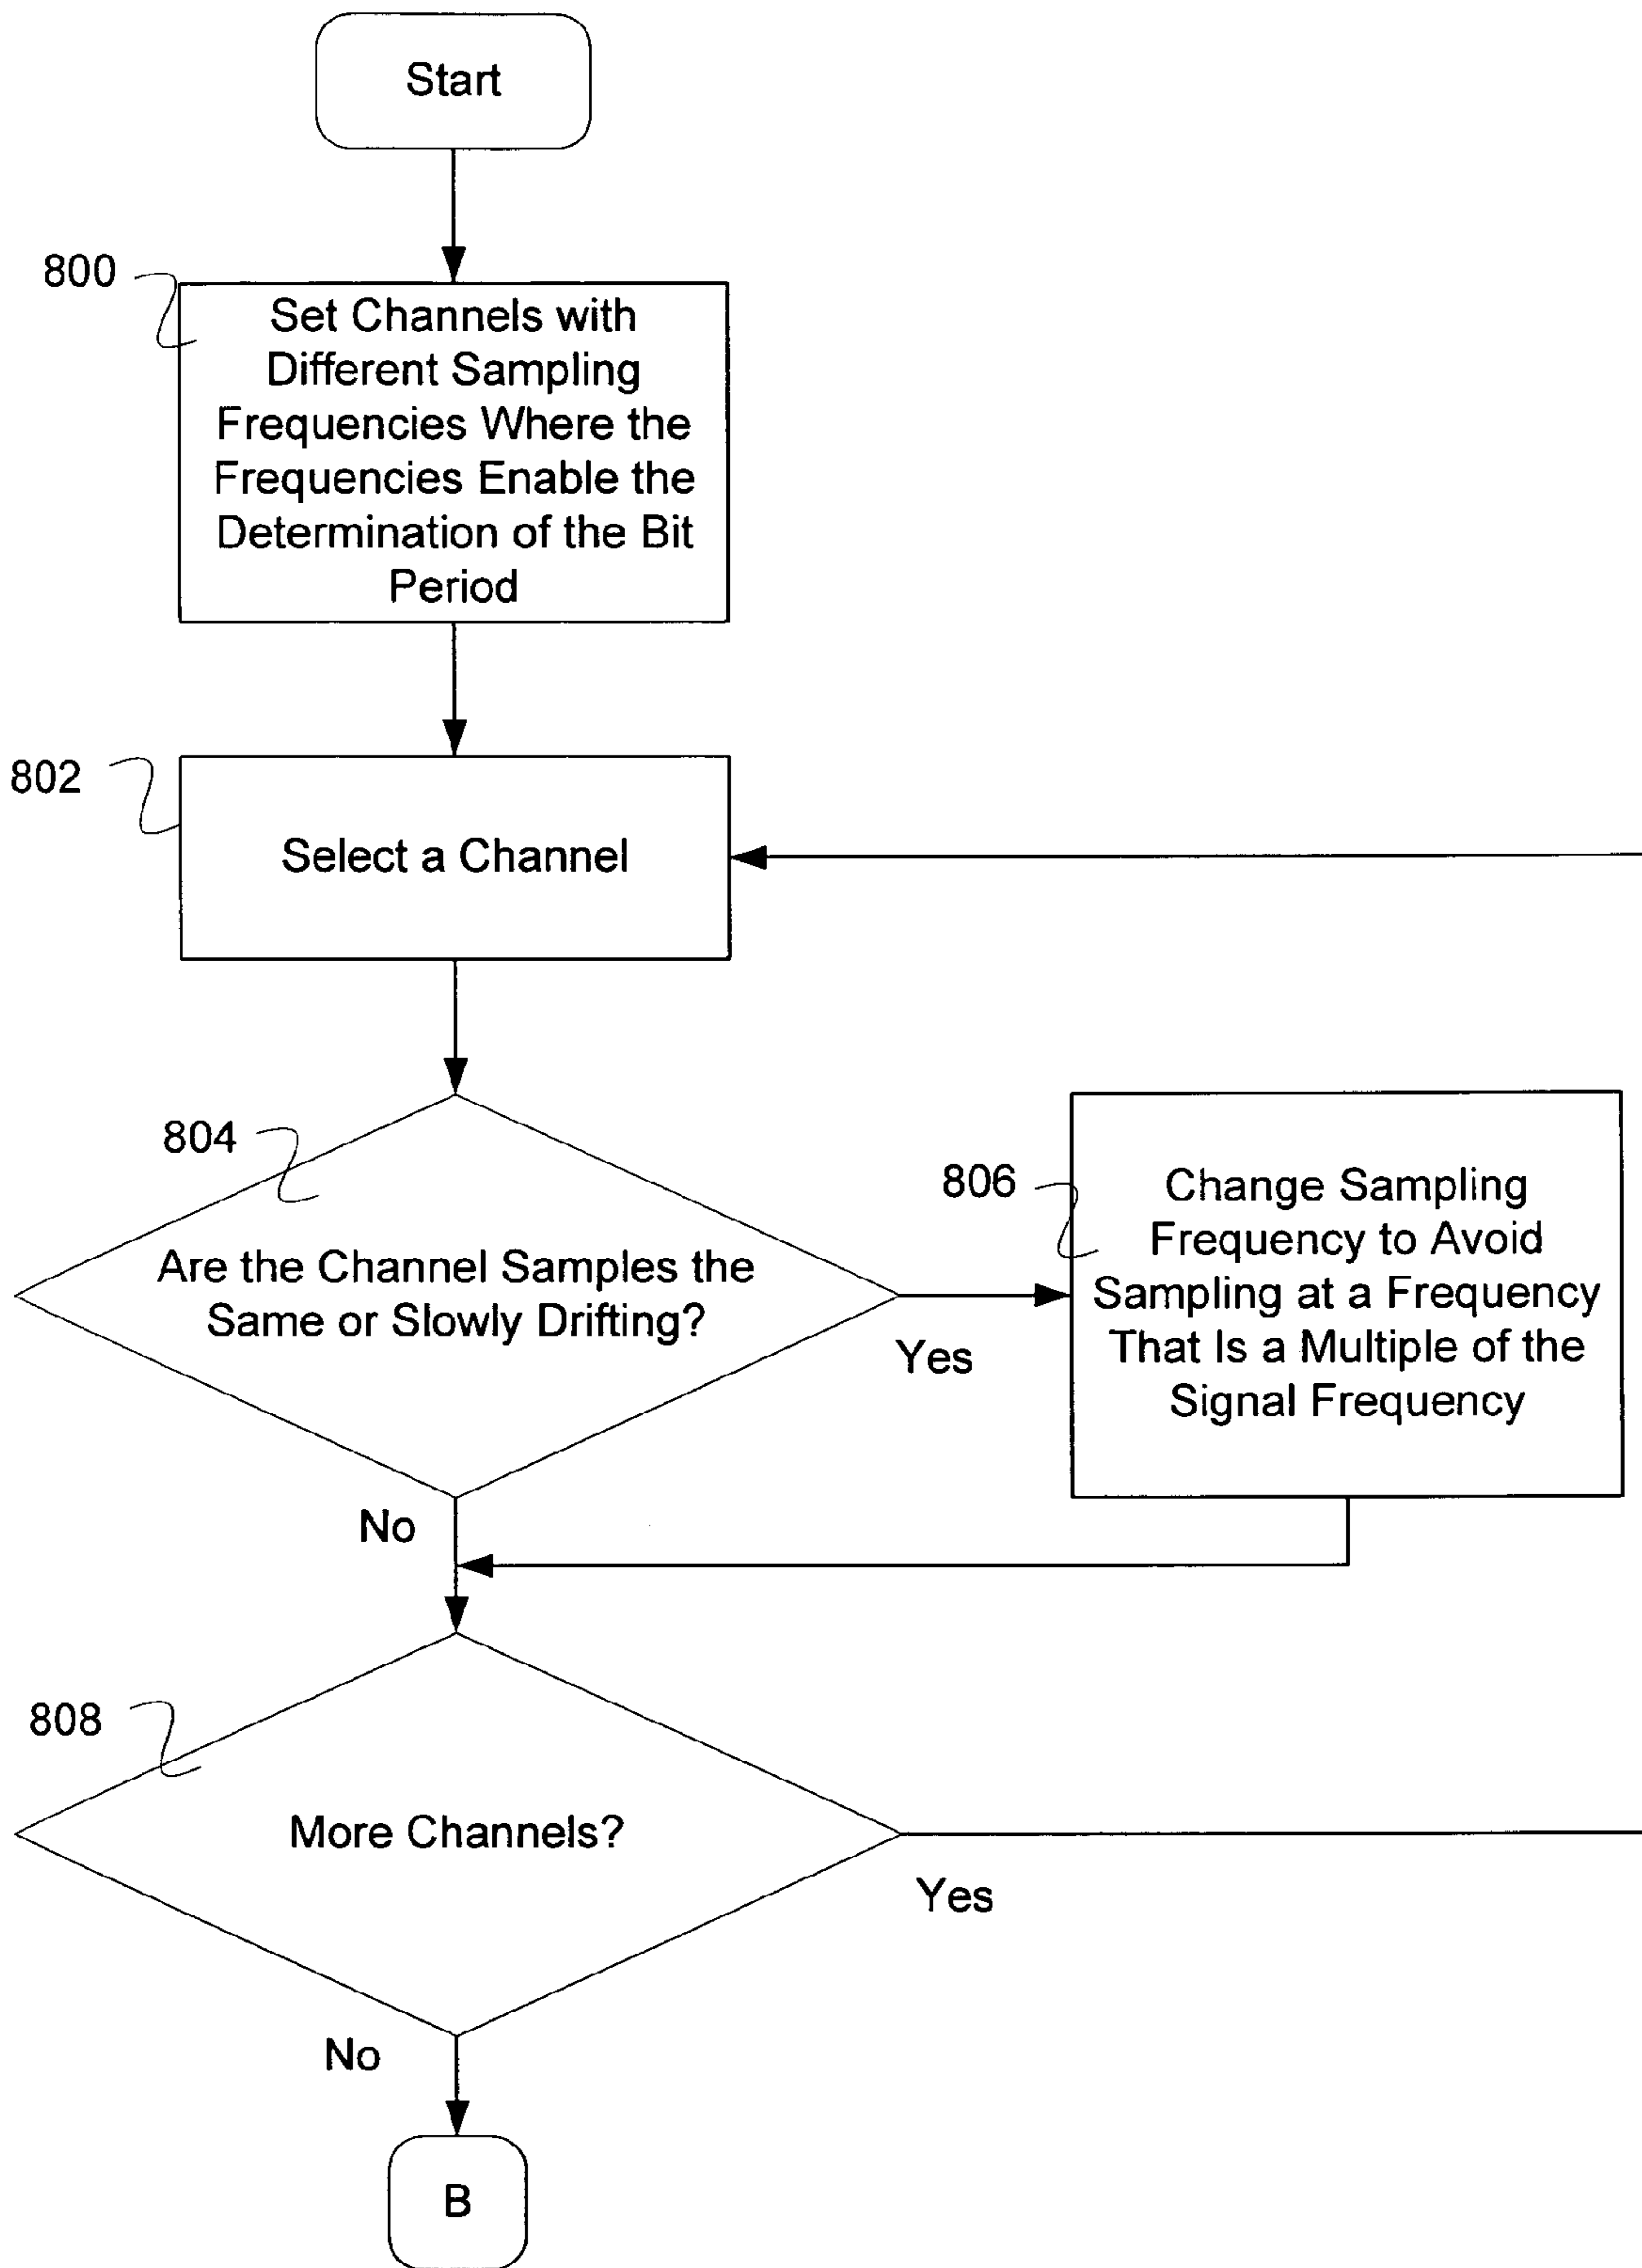 Start
800
Set Channels with
Different Sampling
Frequencies Where the
Frequencies Enable the
Determination of the Bit
Period
802
Select a Channel
804
Are the Channel Samples the
Same or Slowly Drifting?
Yes
806
Change Sampling
Frequency to Avoid
Sampling at a Frequency
That Is a Multiple of the
Signal Frequency
No
808
More Channels?
Yes
No
B